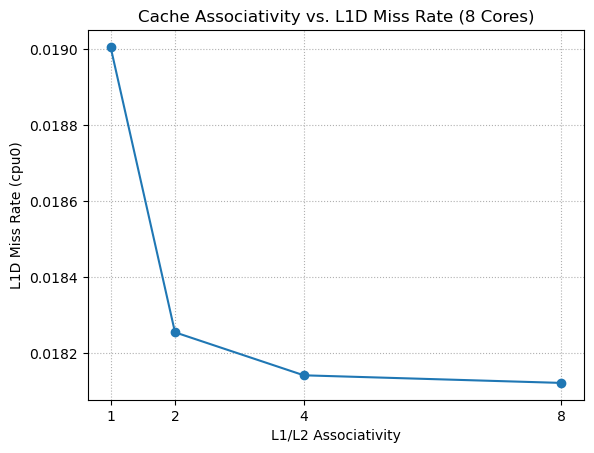 Cache Associativity vs. L1D Miss Rate (8 Cores)
0.0190
0.0188
0.0186
0.0184
0.0182
L1D Miss Rate (cpu0)
1 2 4 8
L1/L2 Associativity